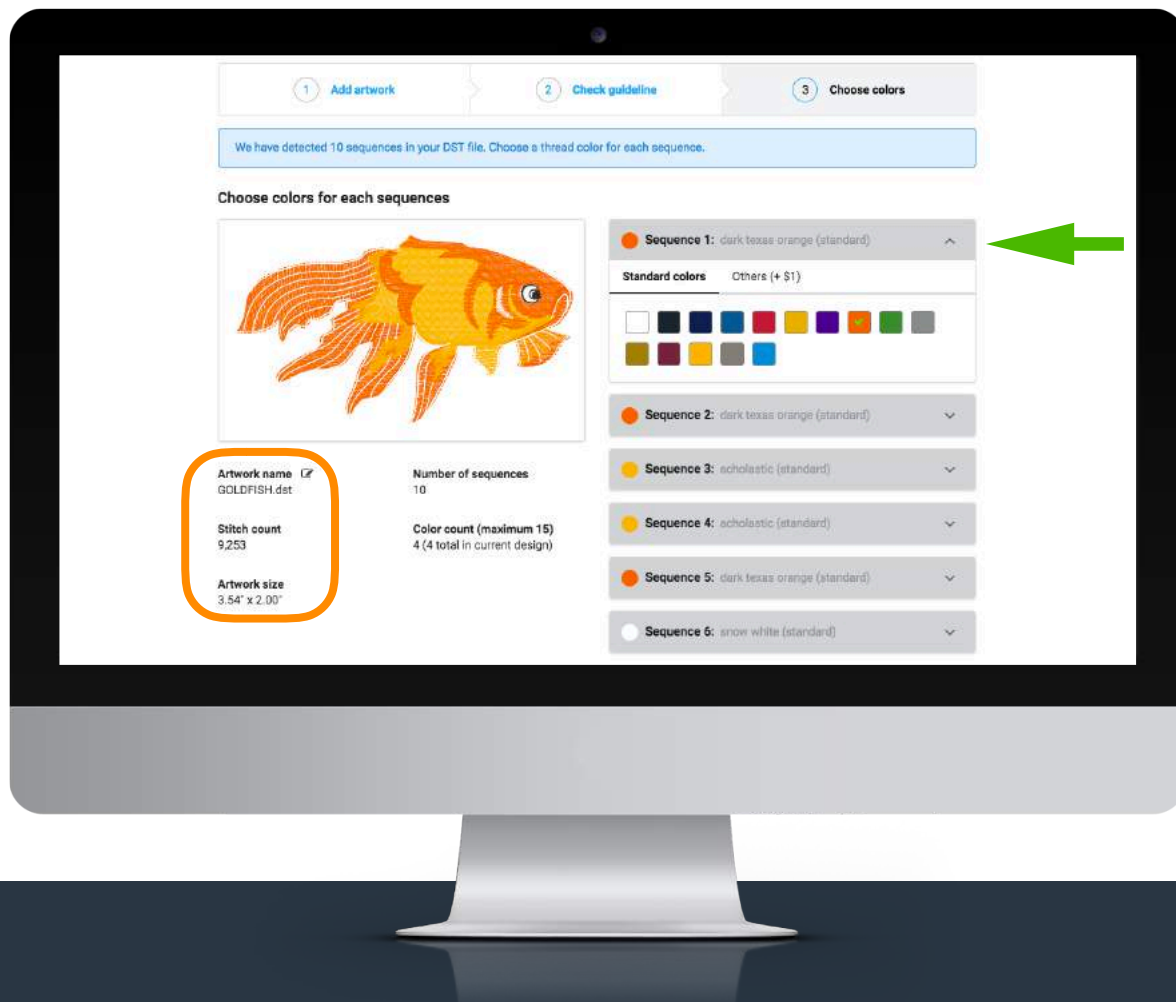 1 Add artwork
2 Check guideline
3 Choose colors
We have detected 10 sequences in your DST file. Choose a thread color for each sequence.
Choose colors for each sequences
Sequence 1: dark texas orange (standard)
Standard colors Others (+ $1)
Sequence 2: dark texas orange (standard)
Sequence 3: scholastic (standard)
Sequence 4: scholastic (standard)
Sequence 5: dark texas orange (standard)
Sequence 6: snow white (standard)
Artwork name
GOLDFISH.dst
Number of sequences
10
Stitch count
9,253
Color count (maximum 15)
4 (4 total in current design)
Artwork size
3.54" x 2.00"